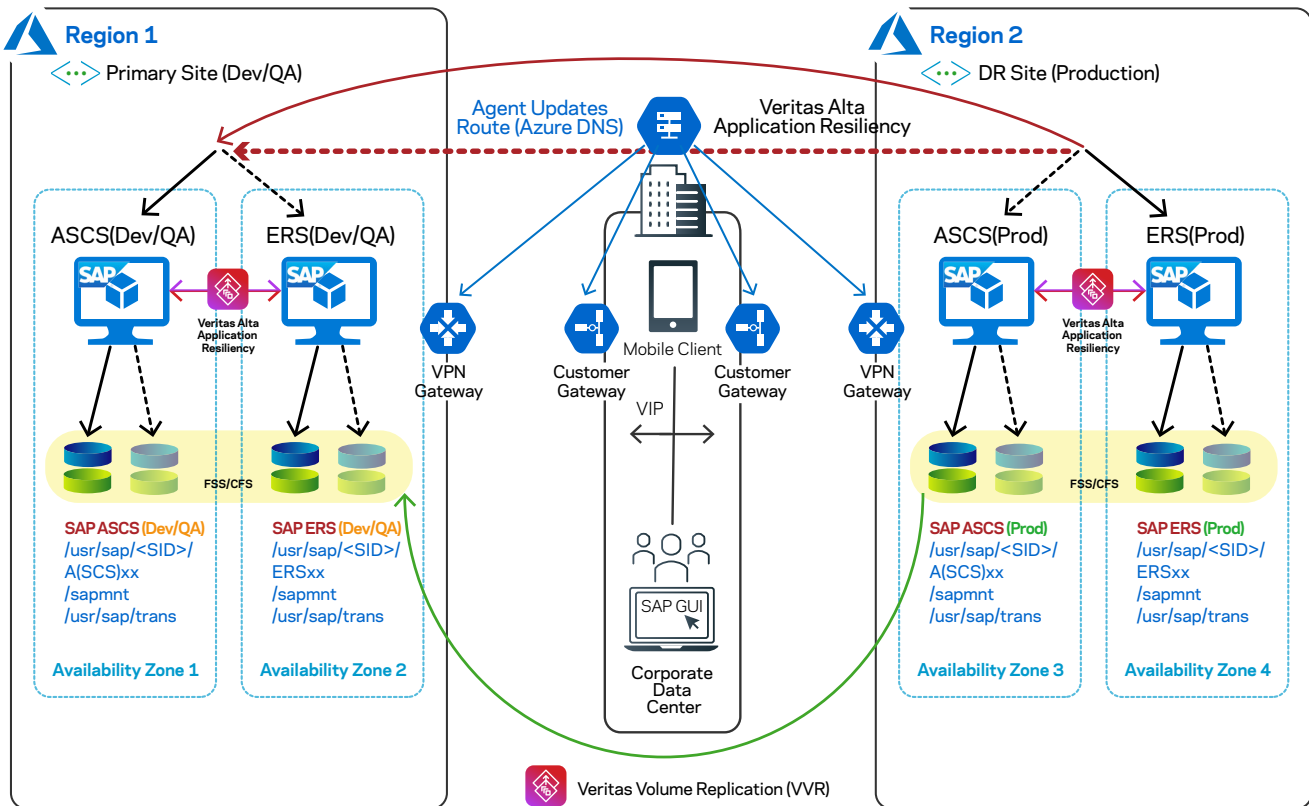 Region 1
Primary Site (Dev/QA)
Region 2
DR Site (Production)
Agent Updates
Route (Azure DNS)
Veritas Alta
Application Resiliency
ASCS(Dev/QA)
ERS(Dev/QA)
ASCS(Prod)
ERS(Prod)
SAP
SAP
SAP
SAP
Veritas Alta
Application
Resiliency
Veritas Alta
Application
Resiliency
VPN
Gateway
Customer
Gateway
Mobile Client
Customer
Gateway
VPN
Gateway
VIP
FSS/CFS
FSS/CFS
SAP ASCS (Dev/QA)
/usr/sap/<SID>/
A(SCS)xx
/sapmnt
/usr/sap/trans
SAP ERS (Dev/QA)
/usr/sap/<SID>/
ERSxx
/sapmnt
/usr/sap/trans
SAP GUI
Corporate
Data
Center
SAP ASCS (Prod)
/usr/sap/<SID>/
A(SCS)xx
/sapmnt
/usr/sap/trans
SAP ERS (Prod)
/usr/sap/<SID>/
ERSxx
/sapmnt
/usr/sap/trans
Availability Zone 1
Availability Zone 2
Availability Zone 3
Availability Zone 4
Veritas Volume Replication (VVR)